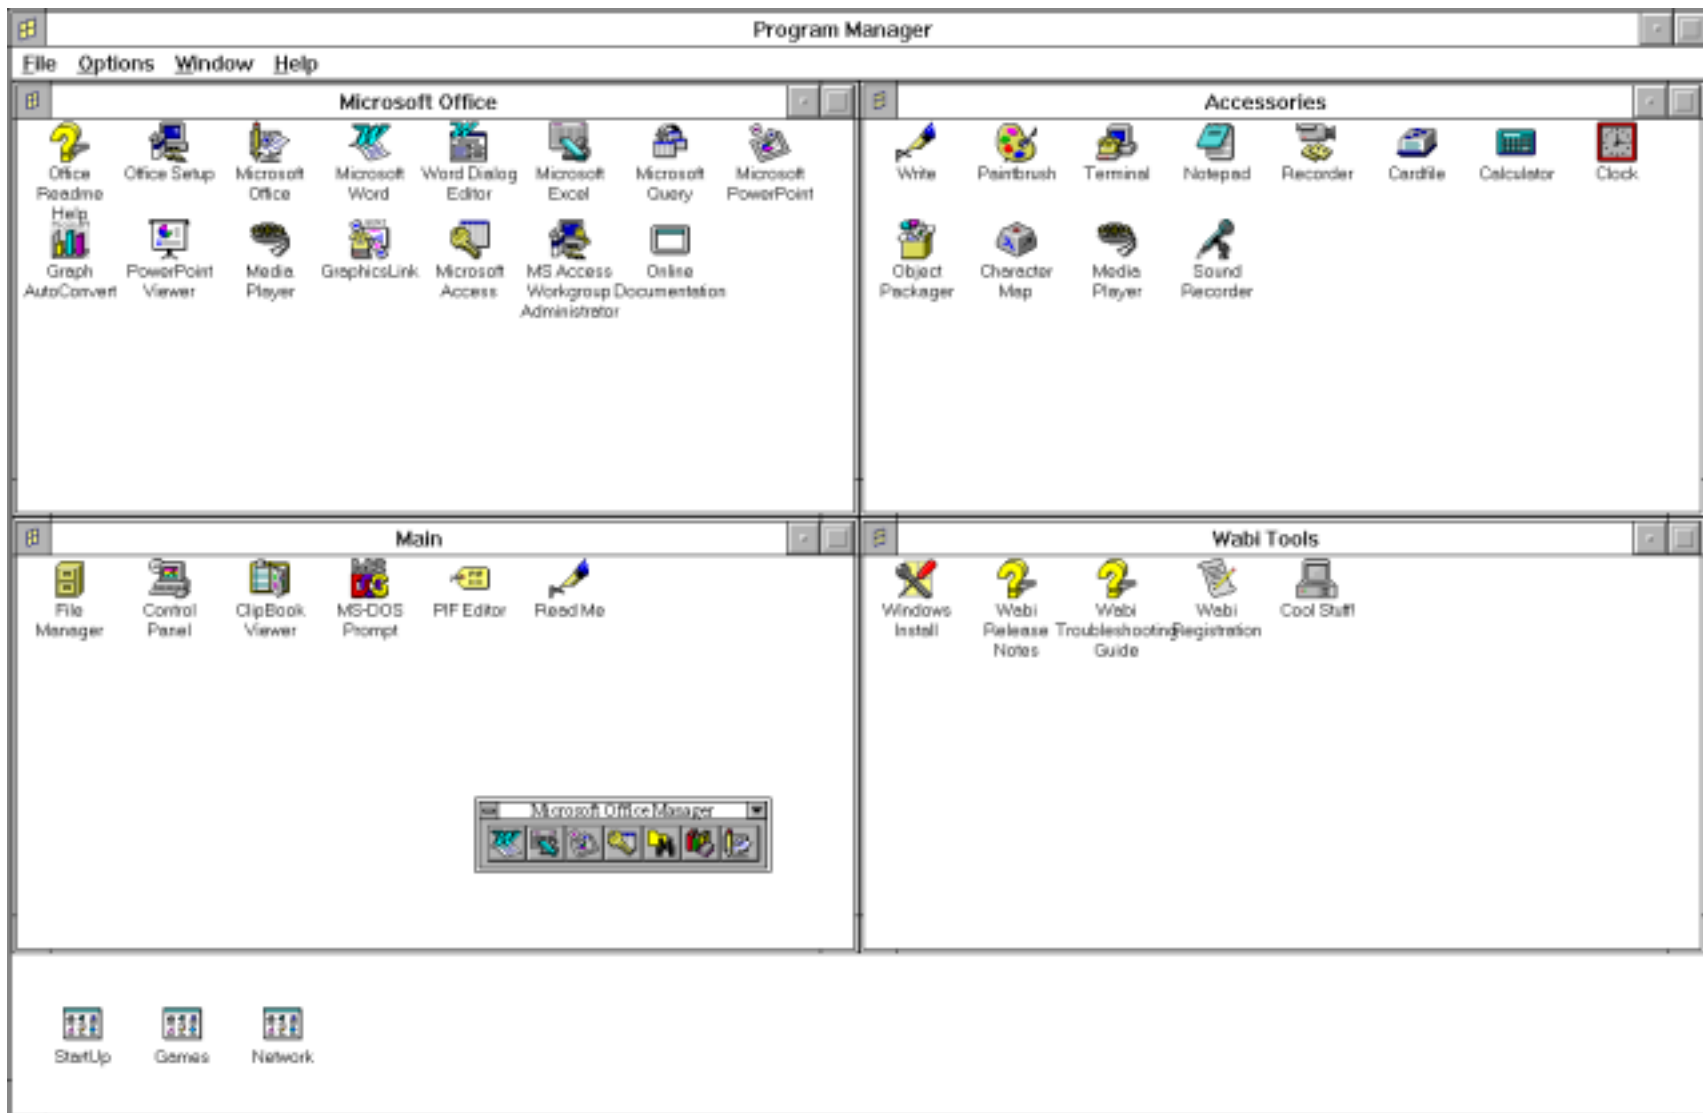 Program Manager
File Options Window Help
Microsoft Office
Office Readme Help
Office Setup
Microsoft Office
Microsoft Word
Word Dialog Editor
Microsoft Excel
Microsoft Query
Microsoft PowerPoint
Graph AutoConvert
PowerPoint Viewer
Media Player
GraphicsLink
Microsoft Access
MS Access Workgroup Administrator
Online Documentation
Accessories
Write
Paintbrush
Terminal
Notepad
Recorder
Cardfile
Calculator
Clock
Object Packager
Character Map
Media Player
Sound Recorder
Main
File Manager
Control Panel
ClipBook Viewer
MS-DOS Prompt
PIF Editor
Read Me
Microsoft Office Manager
Wabi Tools
Windows Install
Wabi Release Notes
Wabi Troubleshooting Guide
Wabi Registration
Cool Stuff!
StartUp
Games
Network